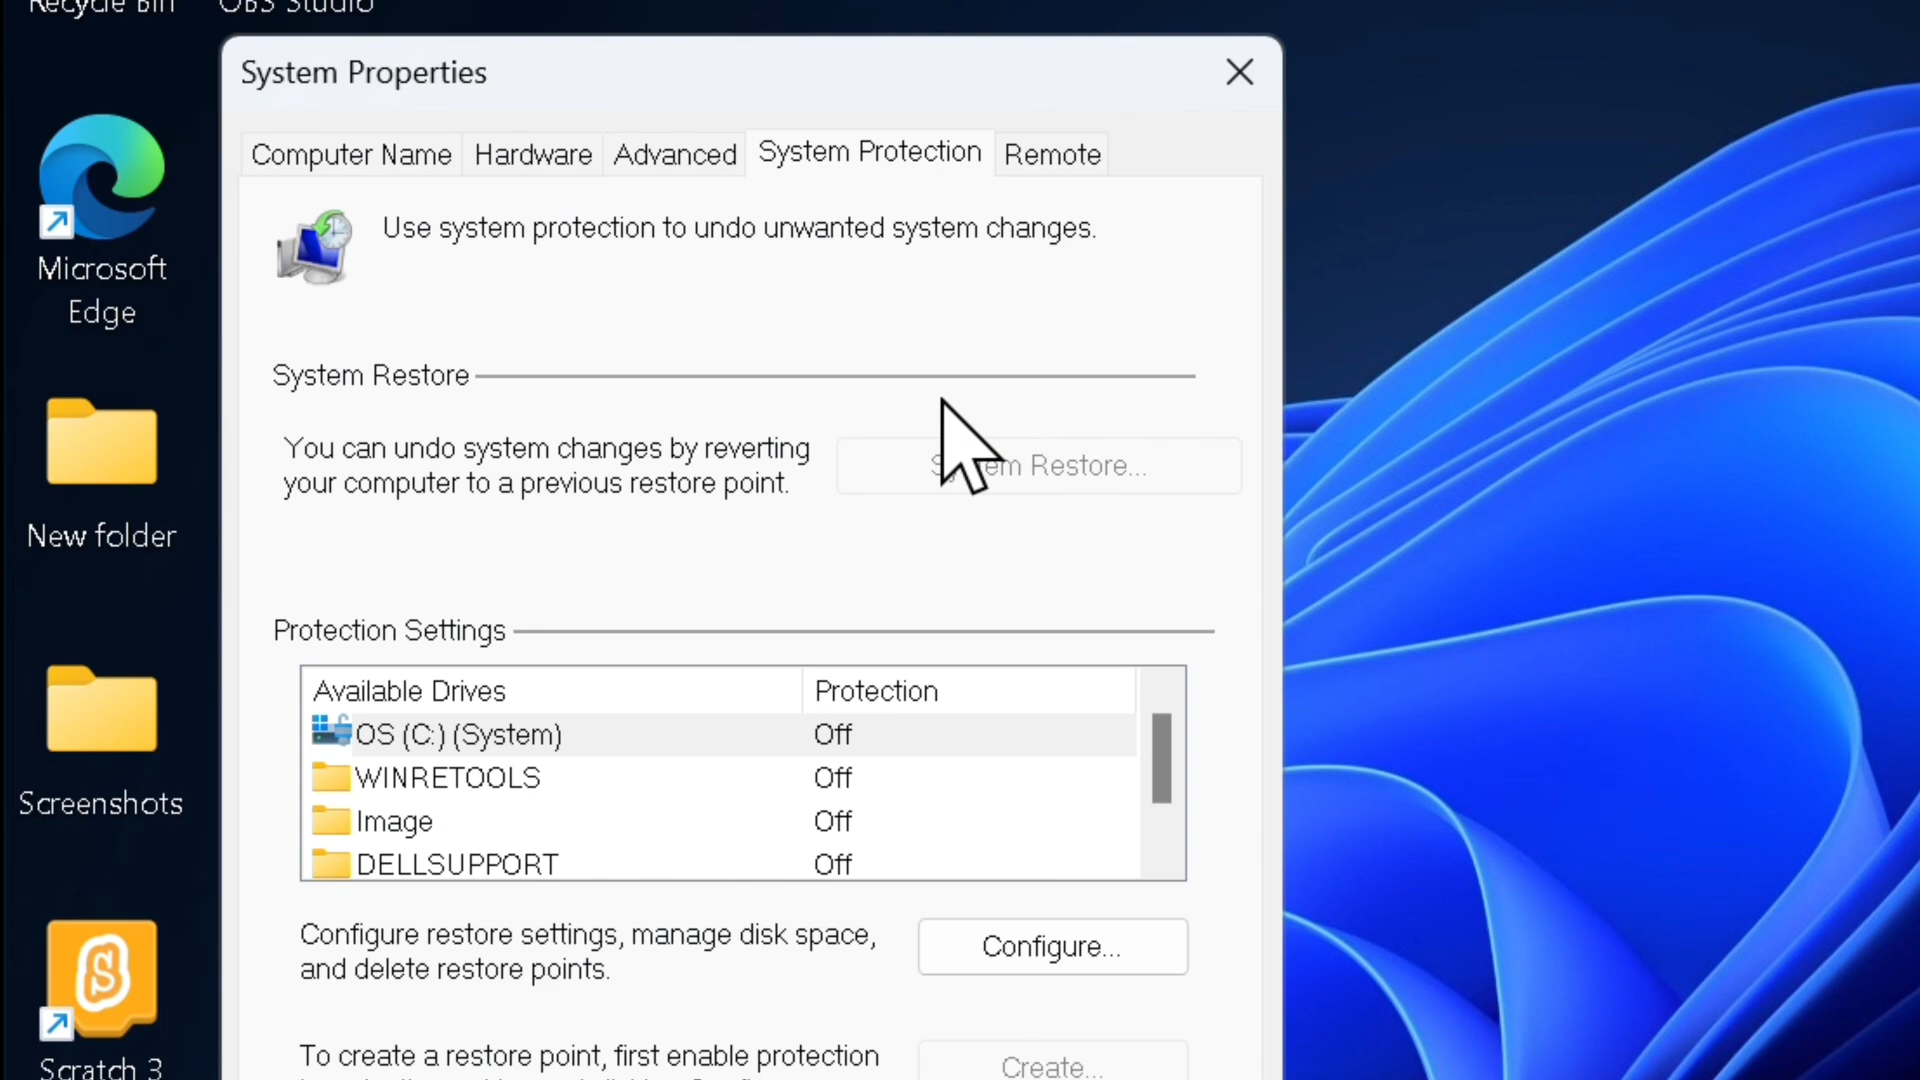 Recycle Bin OBS Studio
System Properties
Computer Name Hardware Advanced System Protection Remote
Use system protection to undo unwanted system changes.
Microsoft
Edge
System Restore
You can undo system changes by reverting
your computer to a previous restore point.
Restore...
New folder
Protection Settings
Available Drives Protection
OS (C:) (System) Off
WINRETOOLS Off
Image Off
DELLSUPPORT Off
Screenshots
Configure restore settings, manage disk space,
and delete restore points.
Configure...
To create a restore point, first enable protection
Create...
Scratch 3